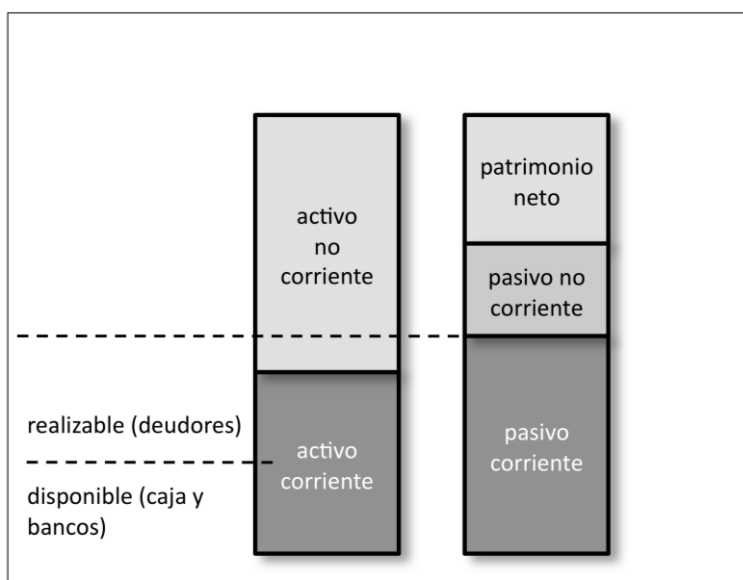 activo
no
corriente
patrimonio
neto
pasivo no
corriente
realizable (deudores)
disponible (caja y
bancos)
activo
corriente
pasivo
corriente